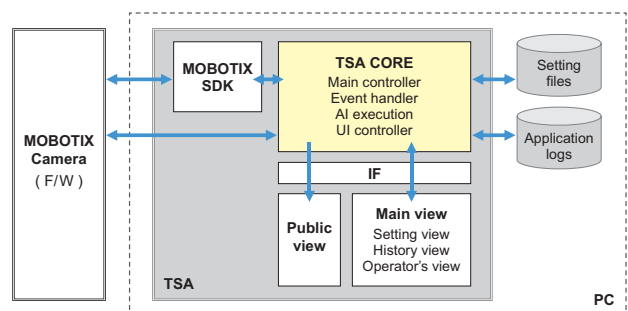 MOBOTIX
Camera
( F/W )
MOBOTIX
SDK
TSA CORE
Main controller
Event handler
AI execution
UI controller
Setting
files
Application
logs
IF
Public
view
Main view
Setting view
History view
Operator's view
TSA
PC